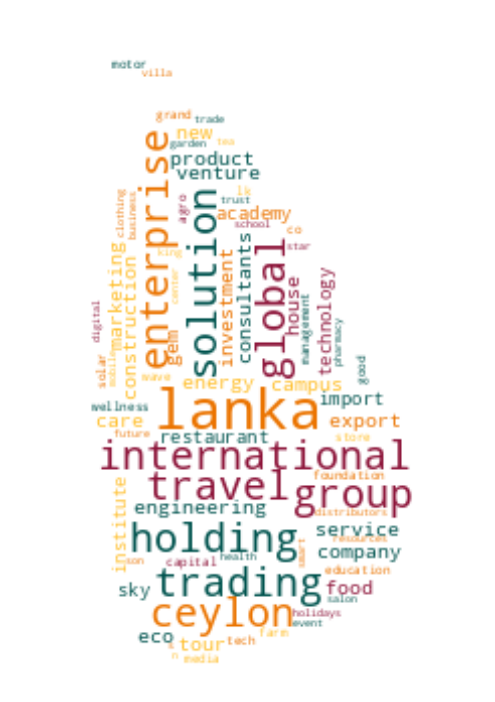 motor
villa
grand
trade
new
garden
tea
product
venture
lk
trust
academy
school
agro
clothing
business
enterprise
solution
co
star
king
center
marketing
construction
investment
consultants
global
house
management
technology
pharmacy
digital
solar
mobile
gem
good
wave
energy
campus
wellness
lanka
import
care
export
future
restaurant
store
international
foundation
travel
group
institute
engineering
distributors
holding
service
resources
smart
company
son
capital
health
education
sky
trading
food
salon
ceylon
holidays
event
eco
s
tour
tech
farm
n
media